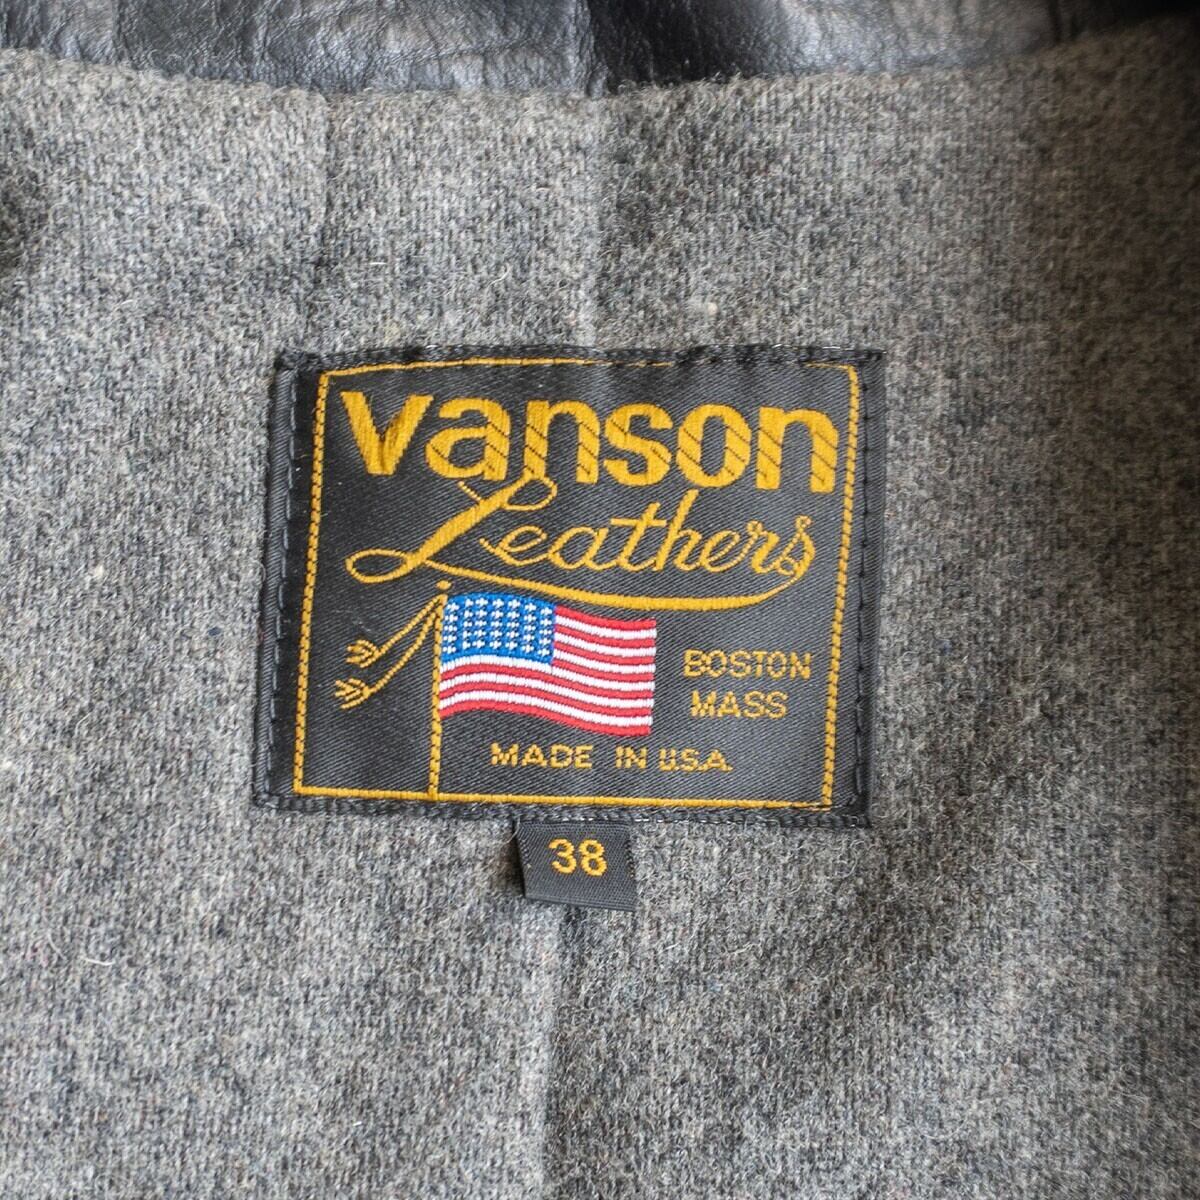 vanson
Leathers
BOSTON
MASS
MADE IN U.S.A.
38